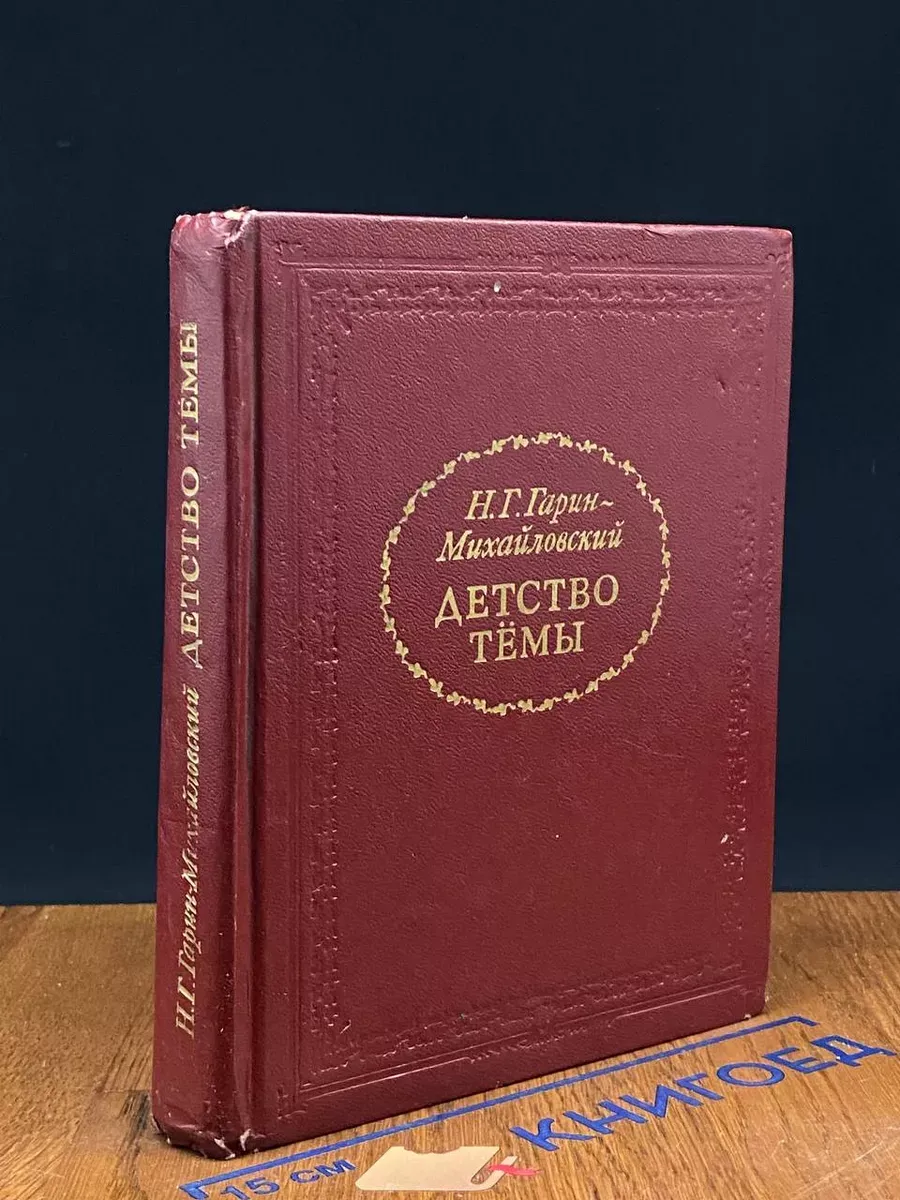 Н.Г.Гарин-Михайловский ДЕТСТВО ТЁМЫ
Н.Г.Гарин-
Михайловский
ДЕТСТВО
ТЁМЫ
15 СМ
КНИГОЕД